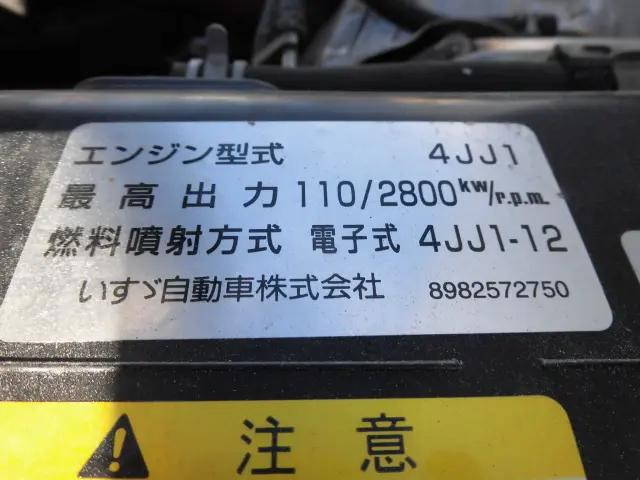 エンジン型式 4JJ1
最高出力 110/2800kw/r.p.m.
燃料噴射方式 電子式 4JJ1-12
いすゞ自動車株式会社 8982572750
注意